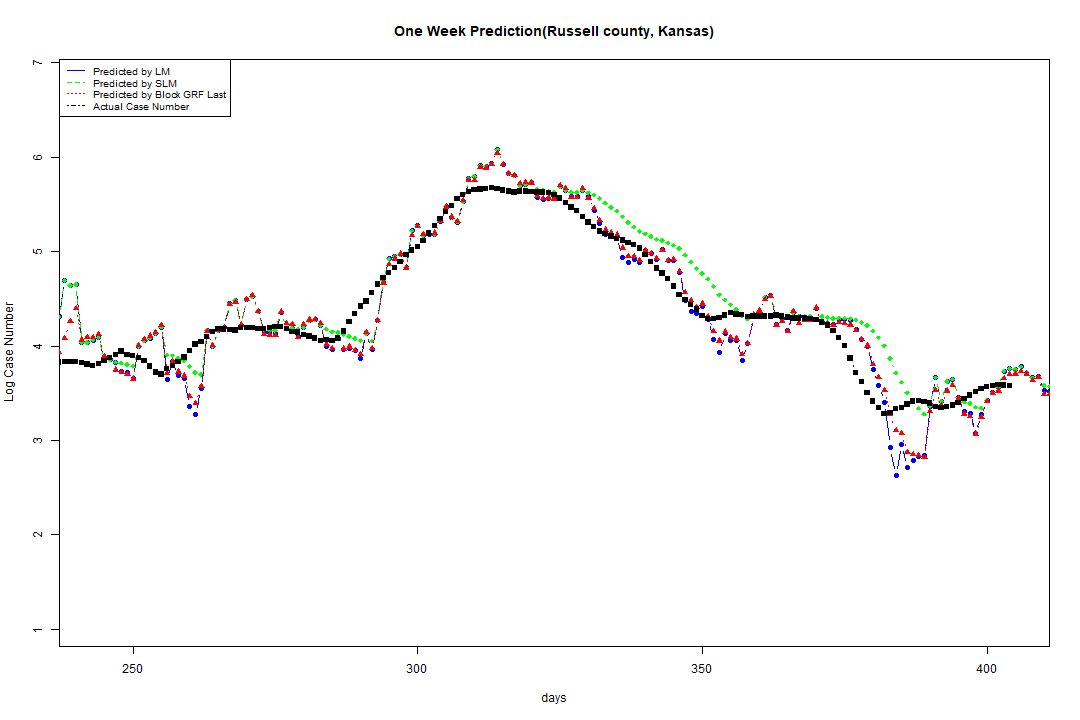 One Week Prediction(Russell county, Kansas)
Predicted by LM
Predicted by SLM
Predicted by Block GRF Last
Actual Case Number
7
6
5
4
3
2
1
Log Case Number
250
300
350
400
days